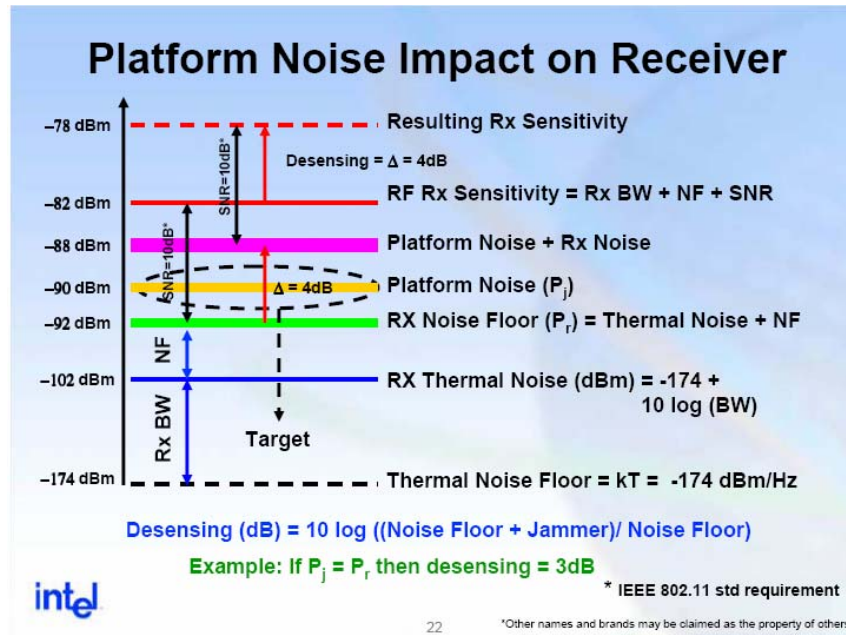 Platform Noise Impact on Receiver
–78 dBm
Resulting Rx Sensitivity
SNR=10dB*
Desensing = Δ = 4dB
–82 dBm
RF Rx Sensitivity = Rx BW + NF + SNR
–88 dBm
Platform Noise + Rx Noise
SNR=10dB*
–90 dBm
Δ = 4dB
Platform Noise (Pj)
–92 dBm
RX Noise Floor (Pr) = Thermal Noise + NF
NF
–102 dBm
RX Thermal Noise (dBm) = -174 +
10 log (BW)
Rx BW
Target
–174 dBm
Thermal Noise Floor = kT = -174 dBm/Hz
Desensing (dB) = 10 log ((Noise Floor + Jammer)/ Noise Floor)
Example: If Pj = Pr then desensing = 3dB
* IEEE 802.11 std requirement
intel
22
*Other names and brands may be claimed as the property of others